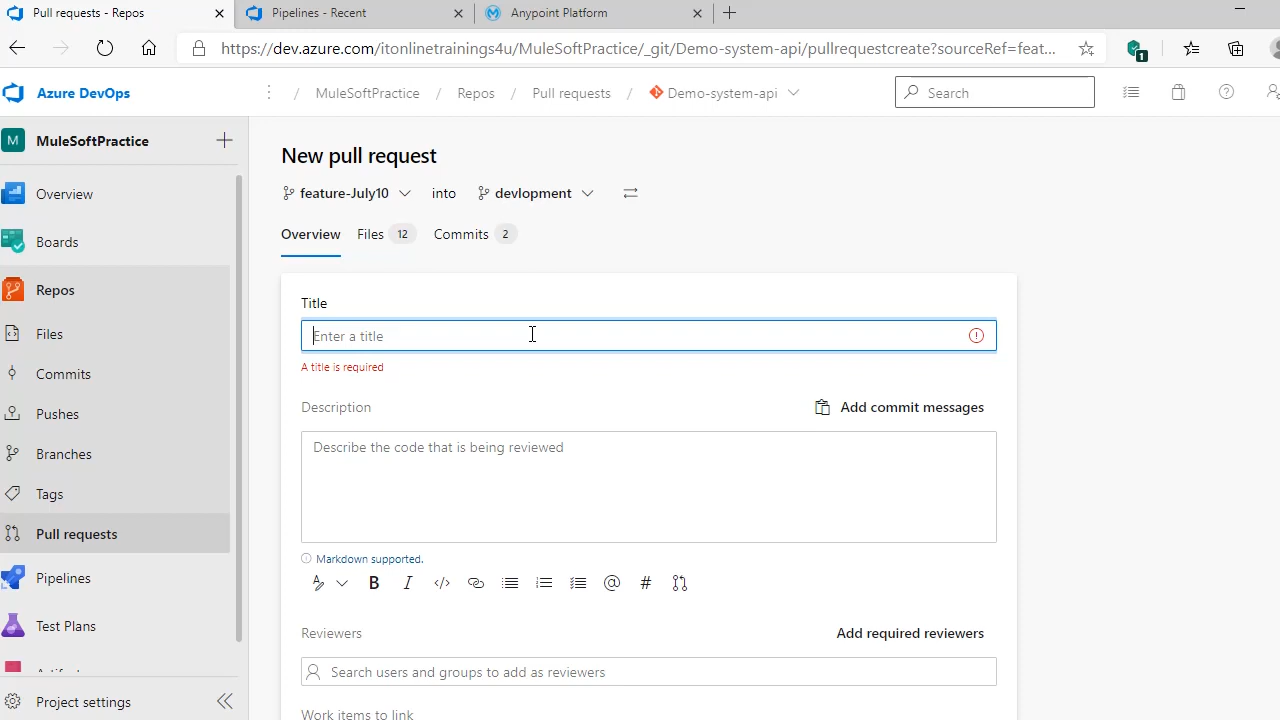 Pull requests - Repos
Pipelines - Recent
Anypoint Platform
https://dev.azure.com/itonlinetrainings4u/MuleSoftPractice/_git/Demo-system-api/pullrequestcreate?sourceRef=feat...
1
Azure DevOps
/ MuleSoftPractice / Repos / Pull requests / Demo-system-api
Search
M MuleSoftPractice
Overview
Boards
Repos
Files
Commits
Pushes
Branches
Tags
Pull requests
Pipelines
Test Plans
Project settings
New pull request
feature-July10 into devlopment
Overview Files 12 Commits 2
Title
Enter a title
A title is required
Description Add commit messages
Describe the code that is being reviewed
Markdown supported.
Reviewers Add required reviewers
Search users and groups to add as reviewers
Work items to link